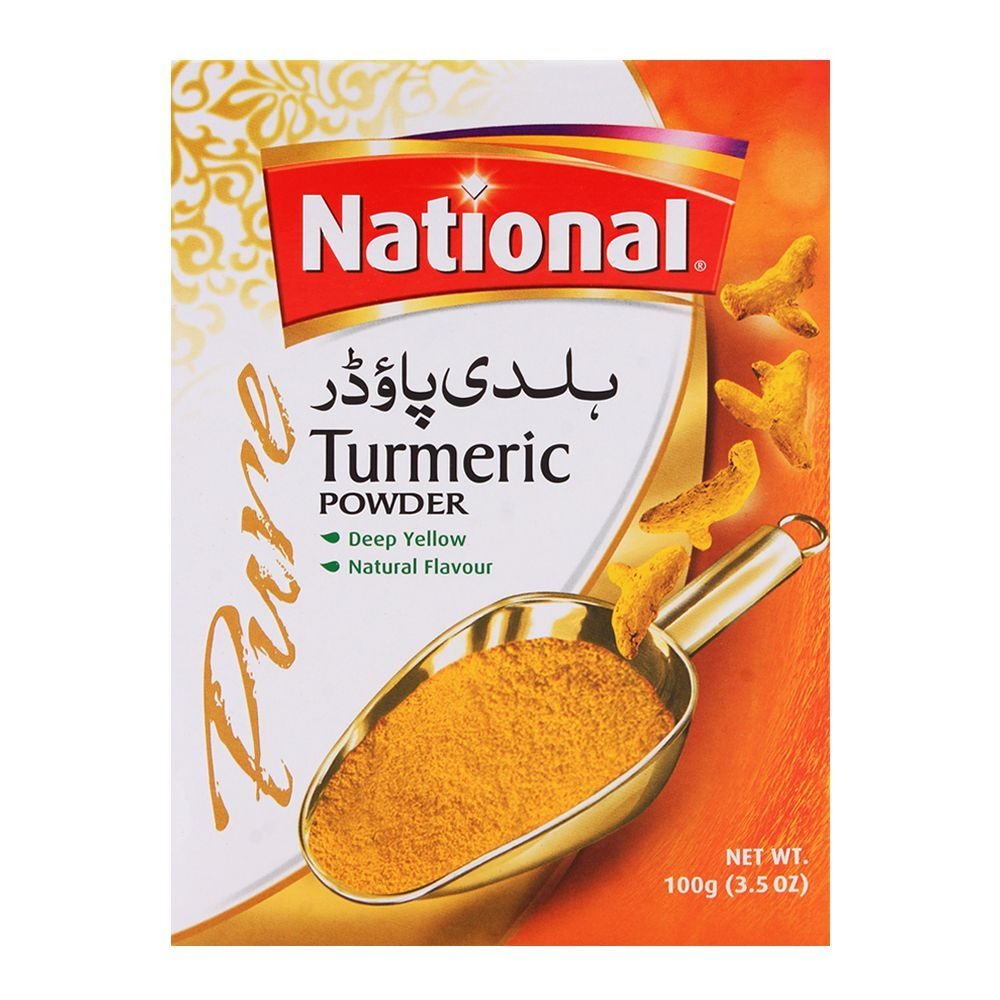 National®
ہلدی پاؤڈر
Turmeric
POWDER
Deep Yellow
Natural Flavour
Pure
NET WT.
100g (3.5 OZ)